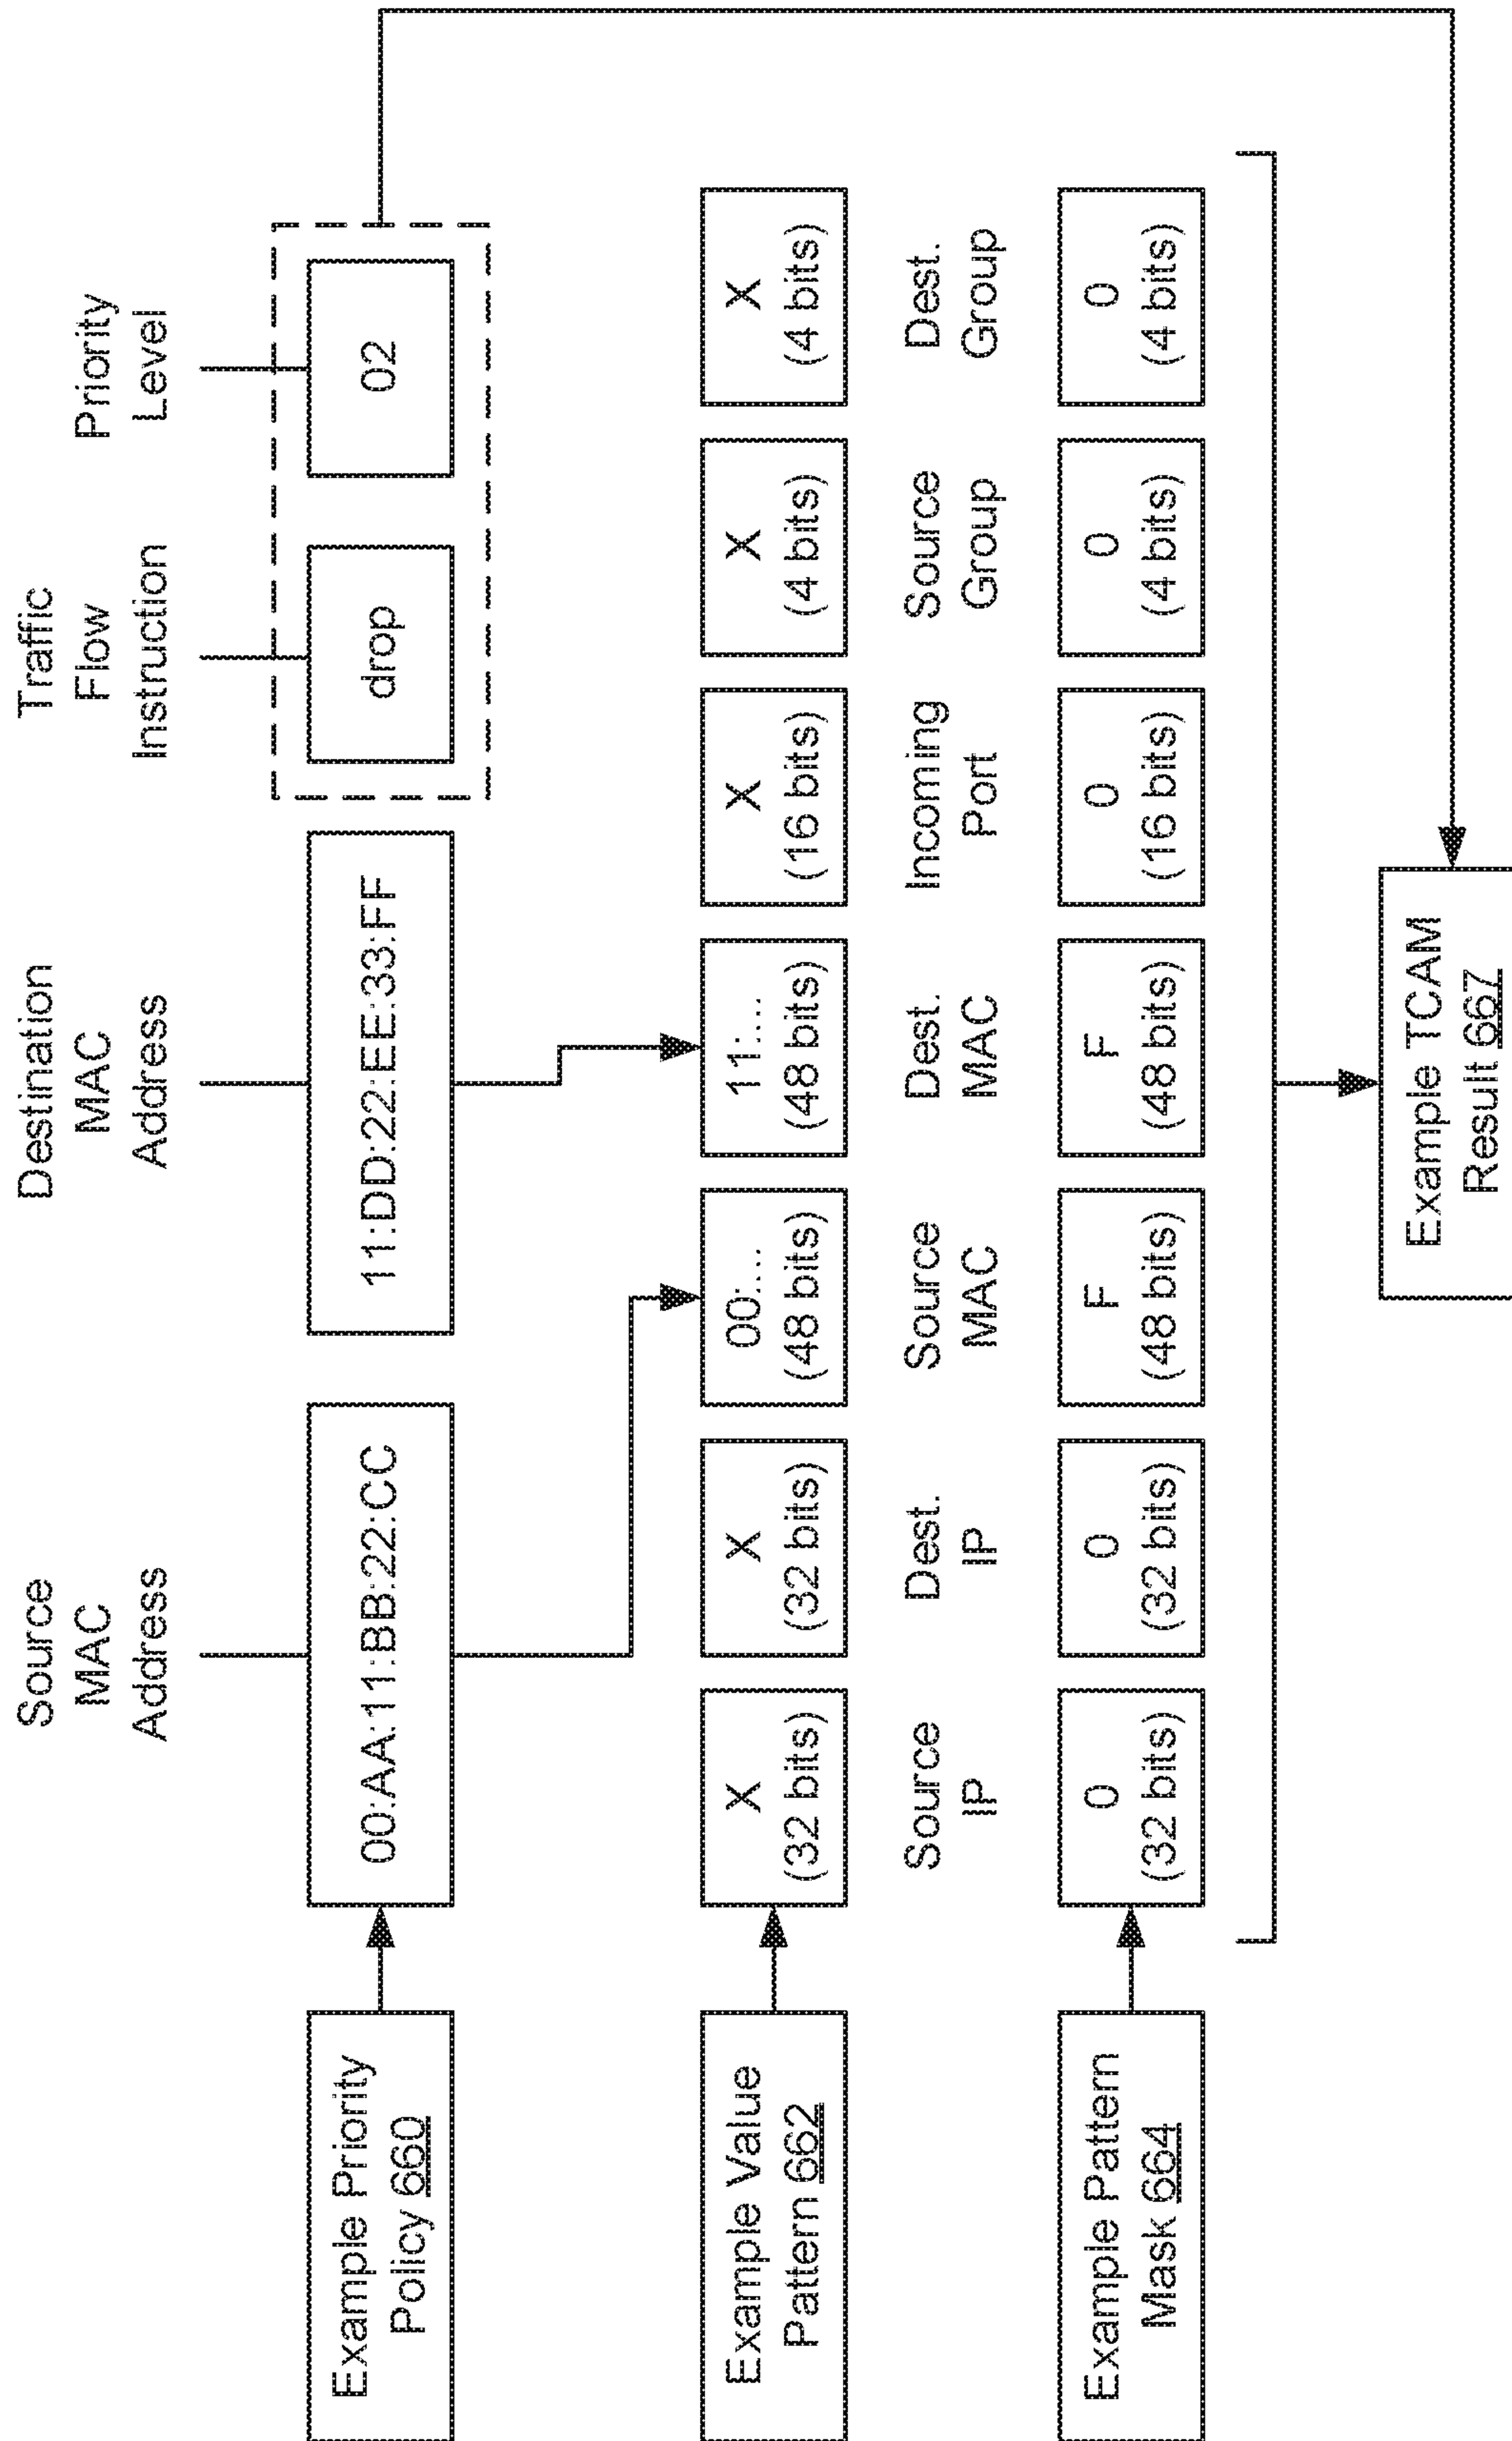 Source
MAC
Address
Destination
MAC
Address
Traffic
Flow
Instruction
Priority
Level
Example Priority
Policy 660
00:AA:11:BB:22:CC
11:DD:22:EE:33:FF
drop
02
Example Value
Pattern 662
X
(32 bits)
X
(32 bits)
00:...
(48 bits)
11:...
(48 bits)
X
(16 bits)
X
(4 bits)
X
(4 bits)
Source
IP
Dest.
IP
Source
MAC
Dest.
MAC
Incoming
Port
Source
Group
Dest.
Group
Example Pattern
Mask 664
0
(32 bits)
0
(32 bits)
F
(48 bits)
F
(48 bits)
0
(16 bits)
0
(4 bits)
0
(4 bits)
Example TCAM
Result 667